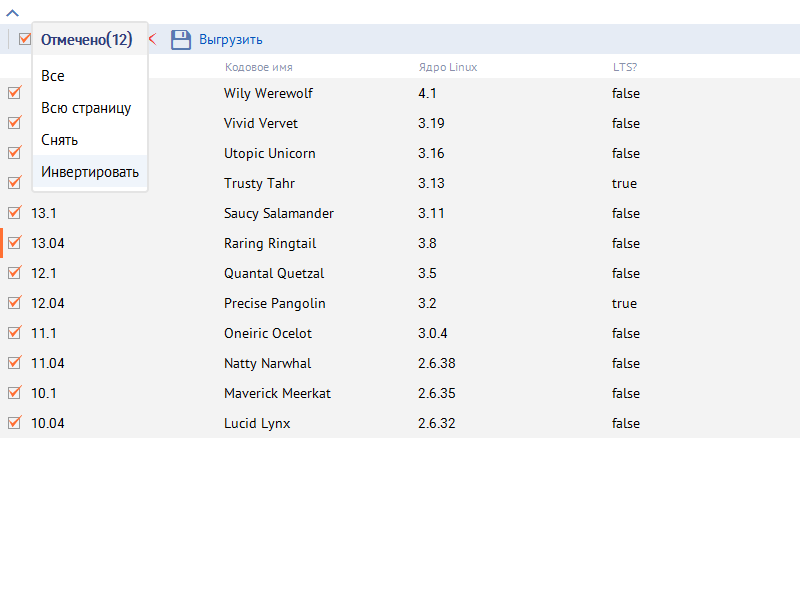 Отмечено(12)
Выгрузить
Все
Всю страницу
Снять
Инвертировать
Кодовое имя Ядро Linux LTS?
Wily Werewolf 4.1 false
Vivid Vervet 3.19 false
Utopic Unicorn 3.16 false
Trusty Tahr 3.13 true
13.1 Saucy Salamander 3.11 false
13.04 Raring Ringtail 3.8 false
12.1 Quantal Quetzal 3.5 false
12.04 Precise Pangolin 3.2 true
11.1 Oneiric Ocelot 3.0.4 false
11.04 Natty Narwhal 2.6.38 false
10.1 Maverick Meerkat 2.6.35 false
10.04 Lucid Lynx 2.6.32 false